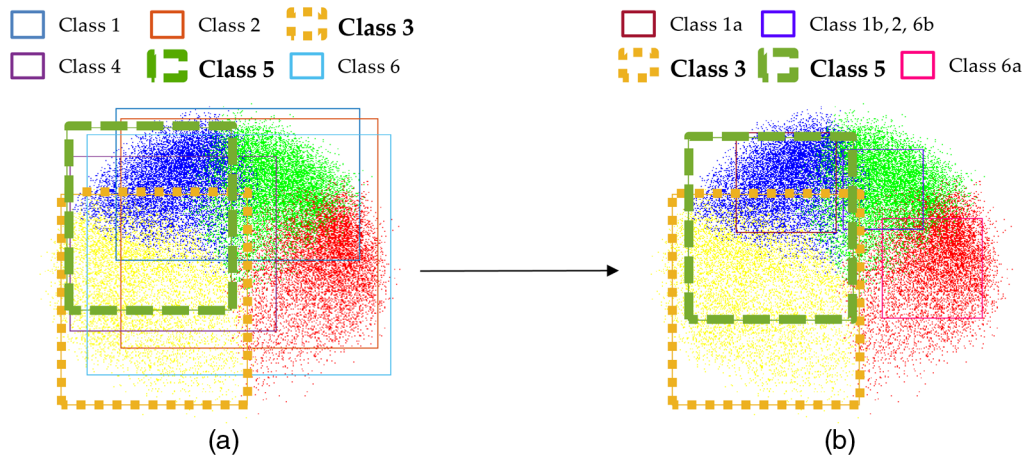 Class 1 Class 2 Class 3
Class 4 Class 5 Class 6
(a)
Class 1a Class 1b, 2, 6b
Class 3 Class 5 Class 6a
(b)